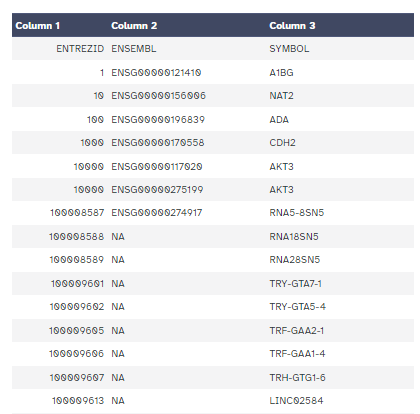 Column 1 Column 2 Column 3
ENTREZID ENSEMBL SYMBOL
1 ENSG00000121410 A1BG
10 ENSG00000156006 NAT2
100 ENSG00000196839 ADA
1000 ENSG00000170558 CDH2
10000 ENSG00000117020 AKT3
10000 ENSG00000275199 AKT3
100008587 ENSG00000274917 RNA5-8SN5
100008588 NA RNA18SN5
100008589 NA RNA28SN5
100009601 NA TRY-GTA7-1
100009602 NA TRY-GTA5-4
100009605 NA TRF-GAA2-1
100009606 NA TRF-GAA1-4
100009607 NA TRH-GTG1-6
100009613 NA LINC02584